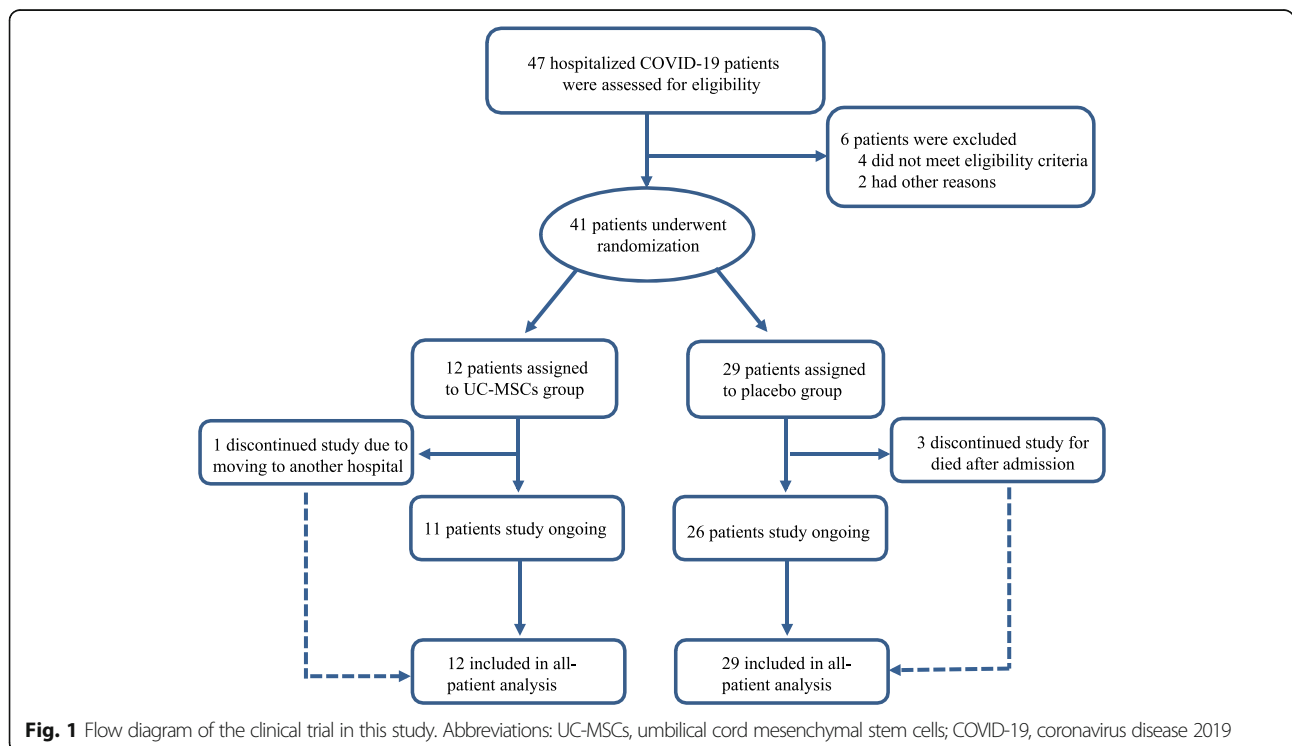 47 hospitalized COVID-19 patients
were assessed for eligibility
6 patients were excluded
4 did not meet eligibility criteria
2 had other reasons
41 patients underwent
randomization
12 patients assigned
to UC-MSCs group
29 patients assigned
to placebo group
1 discontinued study due to
moving to another hospital
3 discontinued study for
died after admission
11 patients study ongoing
26 patients study ongoing
12 included in all-
patient analysis
29 included in all-
patient analysis
Fig. 1 Flow diagram of the clinical trial in this study. Abbreviations: UC-MSCs, umbilical cord mesenchymal stem cells; COVID-19, coronavirus disease 2019